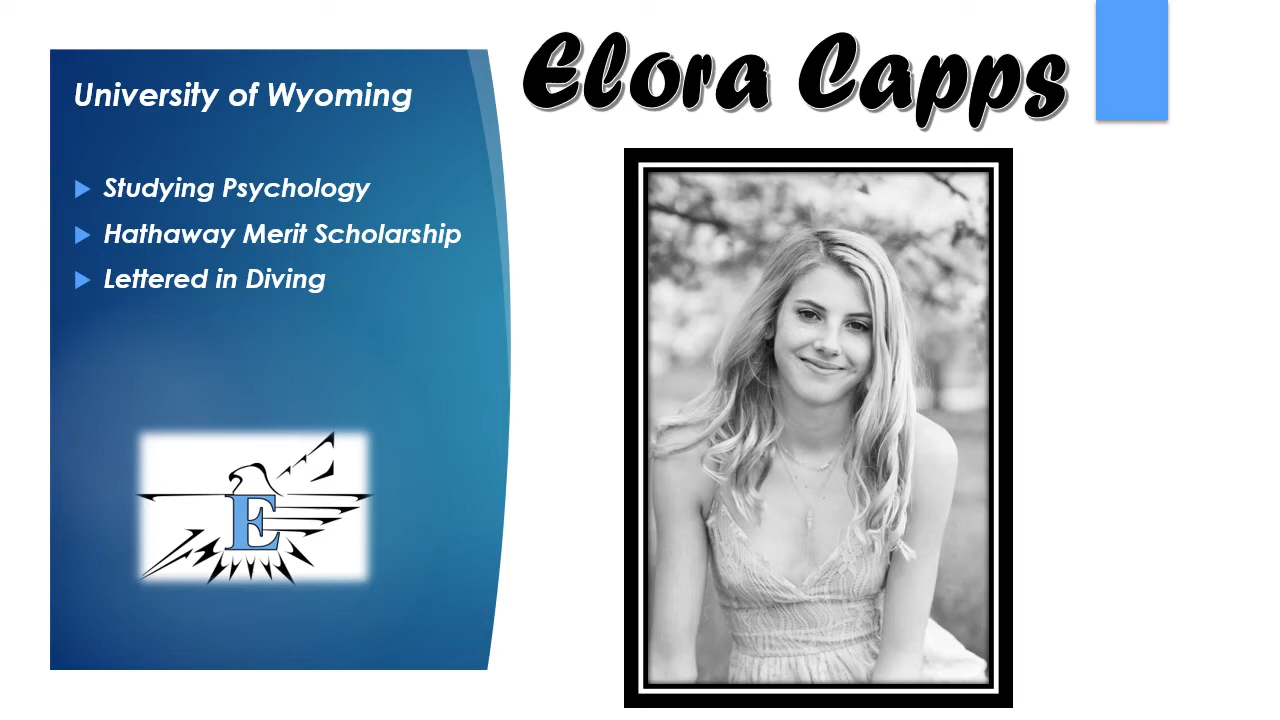 Elora Capps
University of Wyoming
Studying Psychology
Hathaway Merit Scholarship
Lettered in Diving
E